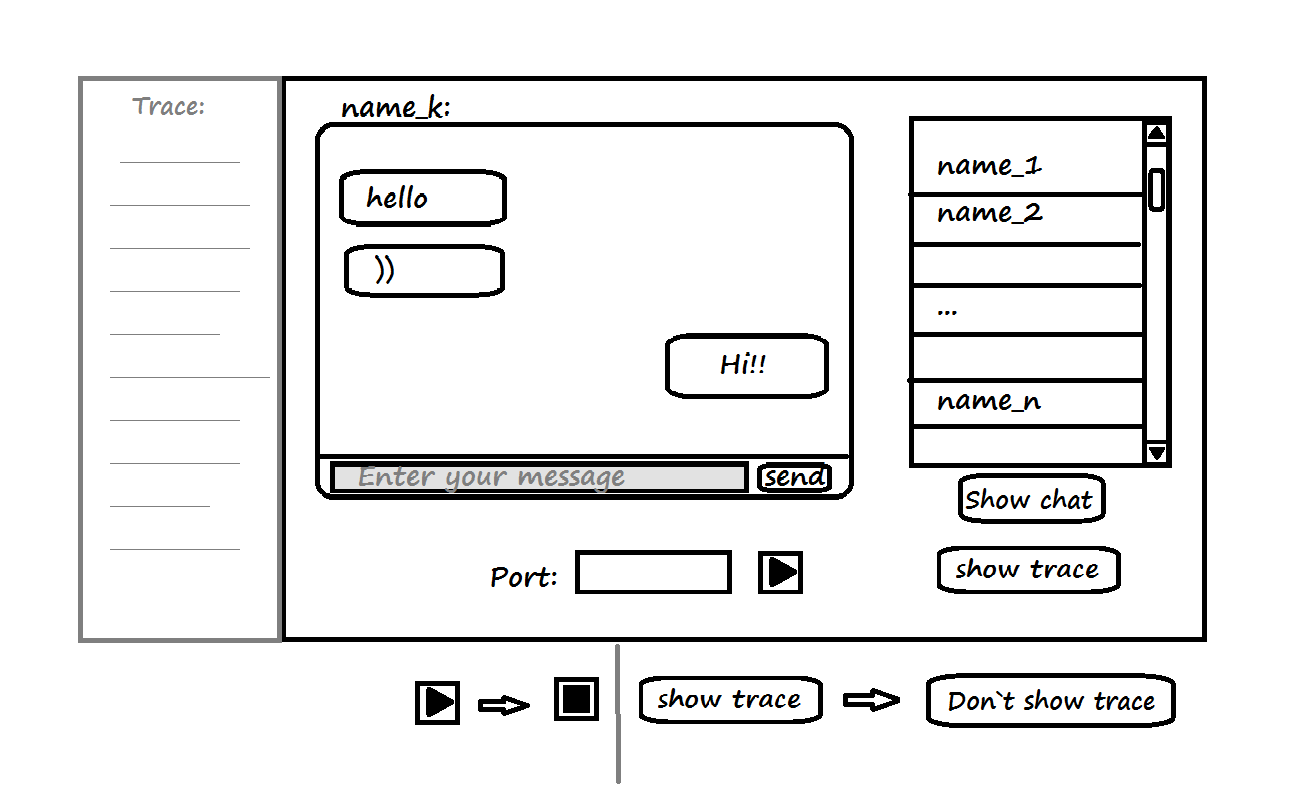 Trace:
name_k:
hello
))
Hi!!
Enter your message
send
name_1
name_2
...
name_n
Show chat
show trace
Port:
show trace
Don`t show trace